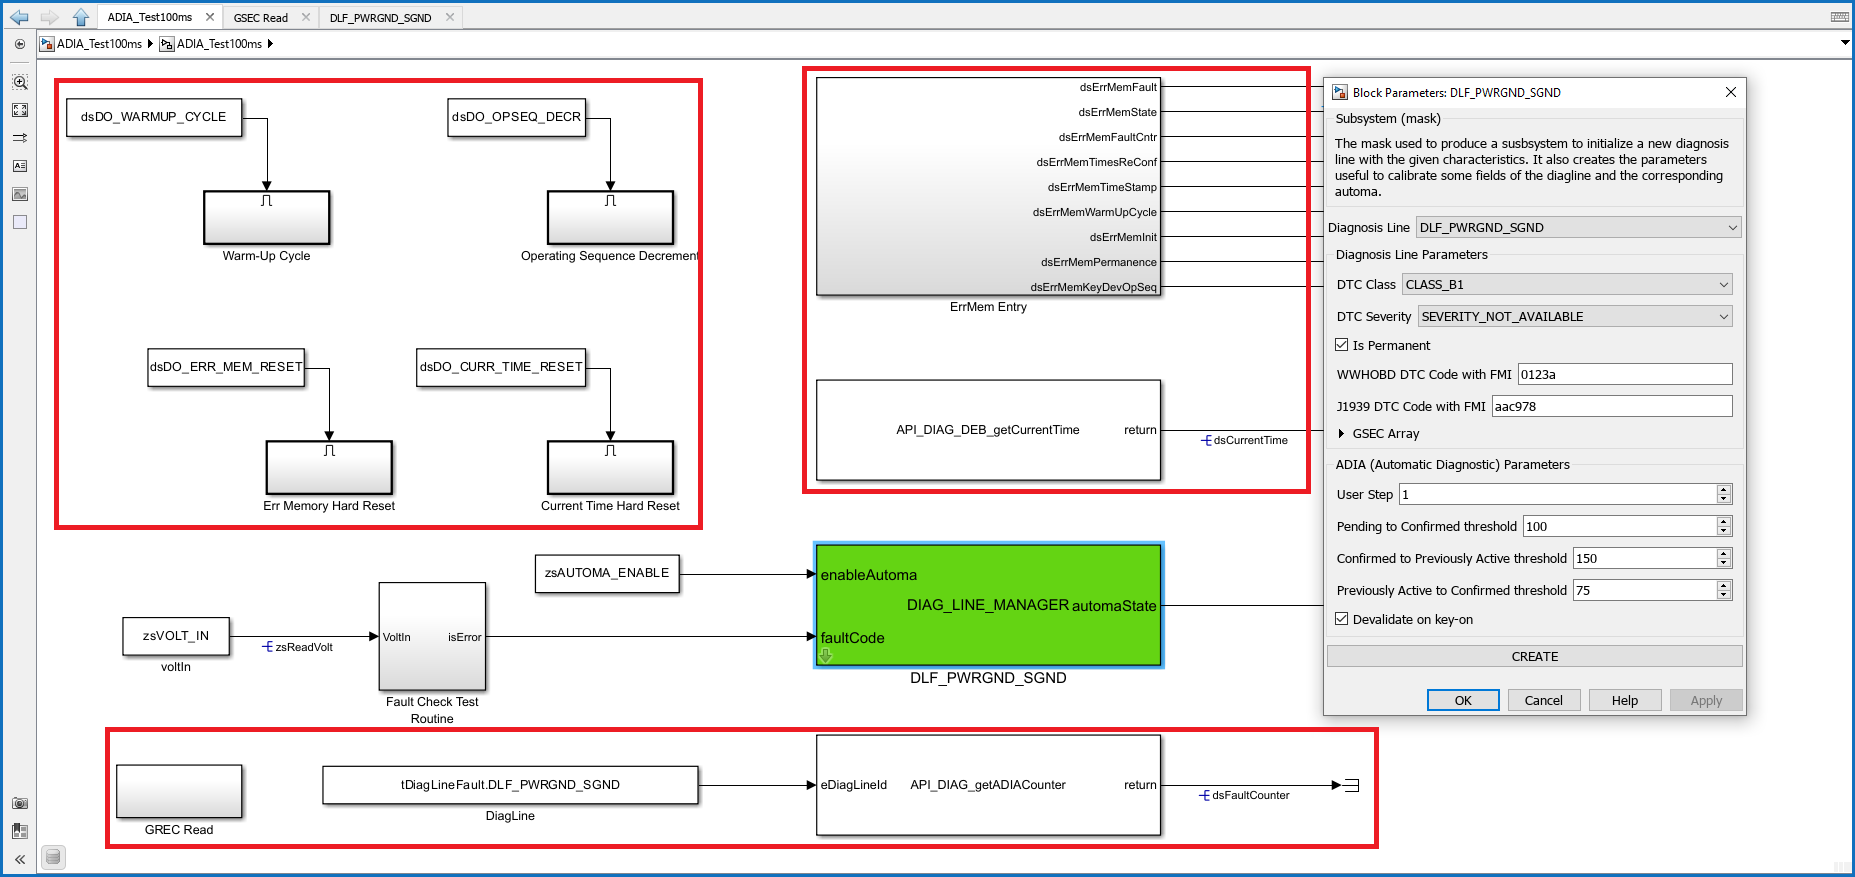 ADIA_Test100ms
GSEC Read
DLF_PWRGND_SGND
ADIA_Test100ms
ADIA_Test100ms
dsDO_WARMUP_CYCLE
dsDO_OPSEQ_DECR
Warm-Up Cycle
Operating Sequence Decrement
dsDO_ERR_MEM_RESET
dsDO_CURR_TIME_RESET
Err Memory Hard Reset
Current Time Hard Reset
dsErrMemFault
dsErrMemState
dsErrMemFaultCntr
dsErrMemTimesReConf
dsErrMemTimeStamp
dsErrMemWarmUpCycle
dsErrMemInit
dsErrMemPermanence
dsErrMemKeyDevOpSeq
ErrMem Entry
API_DIAG_DEB_getCurrentTime
return
dsCurrentTime
zsAUTOMA_ENABLE
enableAutoma
DIAG_LINE_MANAGER
automaState
faultCode
DLF_PWRGND_SGND
zsVOLT_IN
voltIn
zsReadVolt
VoltIn
isError
Fault Check Test
Routine
GREC Read
tDiagLineFault.DLF_PWRGND_SGND
DiagLine
eDiagLineId
API_DIAG_getADIACounter
return
dsFaultCounter
Block Parameters: DLF_PWRGND_SGND
Subsystem (mask)
The mask used to produce a susbsystem to initialize a new diagnosis
line with the given characteristics. It also creates the parameters
useful to calibrate some fields of the diagline and the corresponding
automa.
Diagnosis Line DLF_PWRGND_SGND
Diagnosis Line Parameters
DTC Class CLASS_B1
DTC Severity SEVERITY_NOT_AVAILABLE
Is Permanent
WWHOBD DTC Code with FMI 0123a
J1939 DTC Code with FMI aac978
GSEC Array
ADIA (Automatic Diagnostic) Parameters
User Step 1
Pending to Confirmed threshold 100
Confirmed to Previously Active threshold 150
Previously Active to Confirmed threshold 75
Devalidate on key-on
CREATE
OK
Cancel
Help
Apply